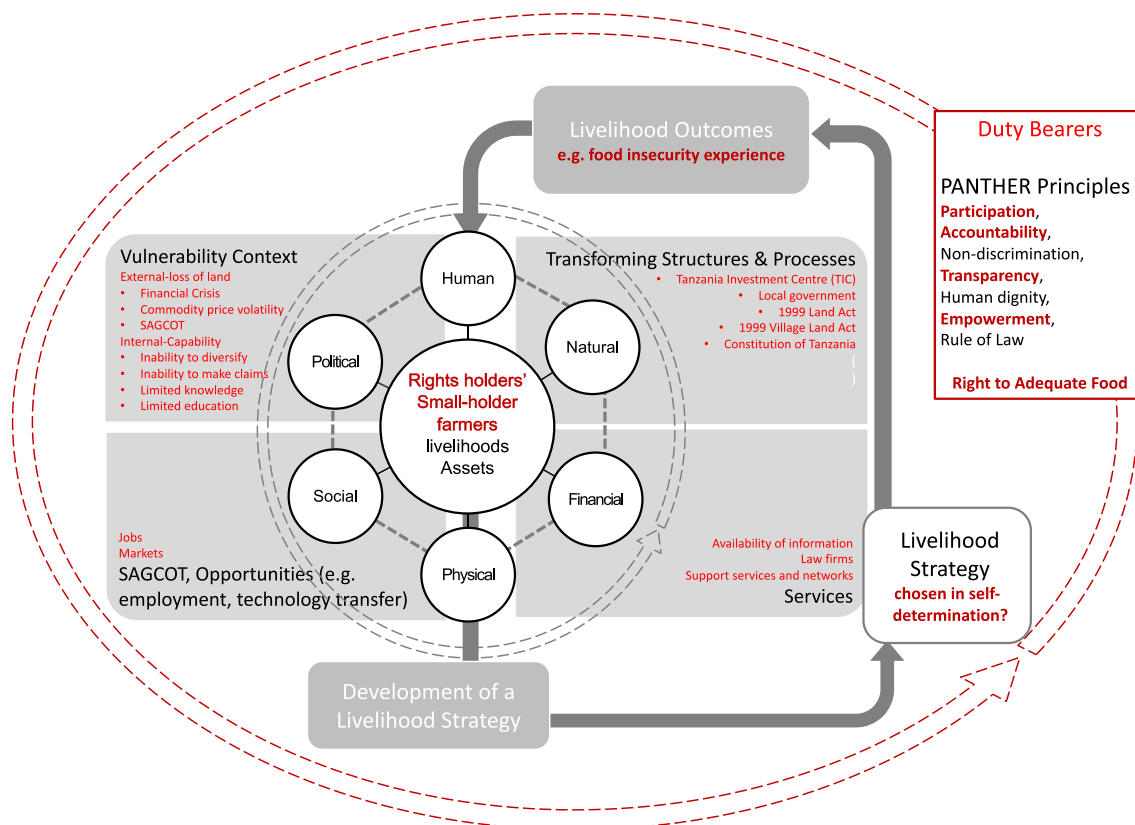 Livelihood Outcomes
e.g. food insecurity experience
Duty Bearers
PANTHER Principles
Participation,
Accountability,
Non-discrimination,
Transparency,
Human dignity,
Empowerment,
Rule of Law
Right to Adequate Food
Vulnerability Context
External-loss of land
• Financial Crisis
• Commodity price volatility
• SAGCOT
Internal-Capability
• Inability to diversify
• Inability to make claims
• Limited knowledge
• Limited education
Transforming Structures & Processes
• Tanzania Investment Centre (TIC)
• Local government
• 1999 Land Act
• 1999 Village Land Act
• Constitution of Tanzania
(
)
Human
Political
Natural
Rights holders'
Small-holder
farmers
livelihoods
Assets
Social
Financial
Physical
Jobs
Markets
SAGCOT, Opportunities (e.g.
employment, technology transfer)
Availability of information
Law firms
Support services and networks
Services
Livelihood
Strategy
chosen in self-
determination?
Development of a
Livelihood Strategy